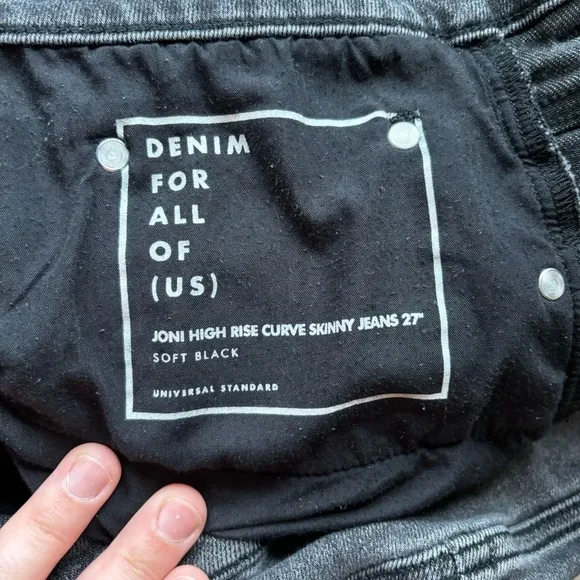 DENIM
FOR
ALL
OF
(US)
JONI HIGH RISE CURVE SKINNY JEANS 27"
SOFT BLACK
UNIVERSAL STANDARD